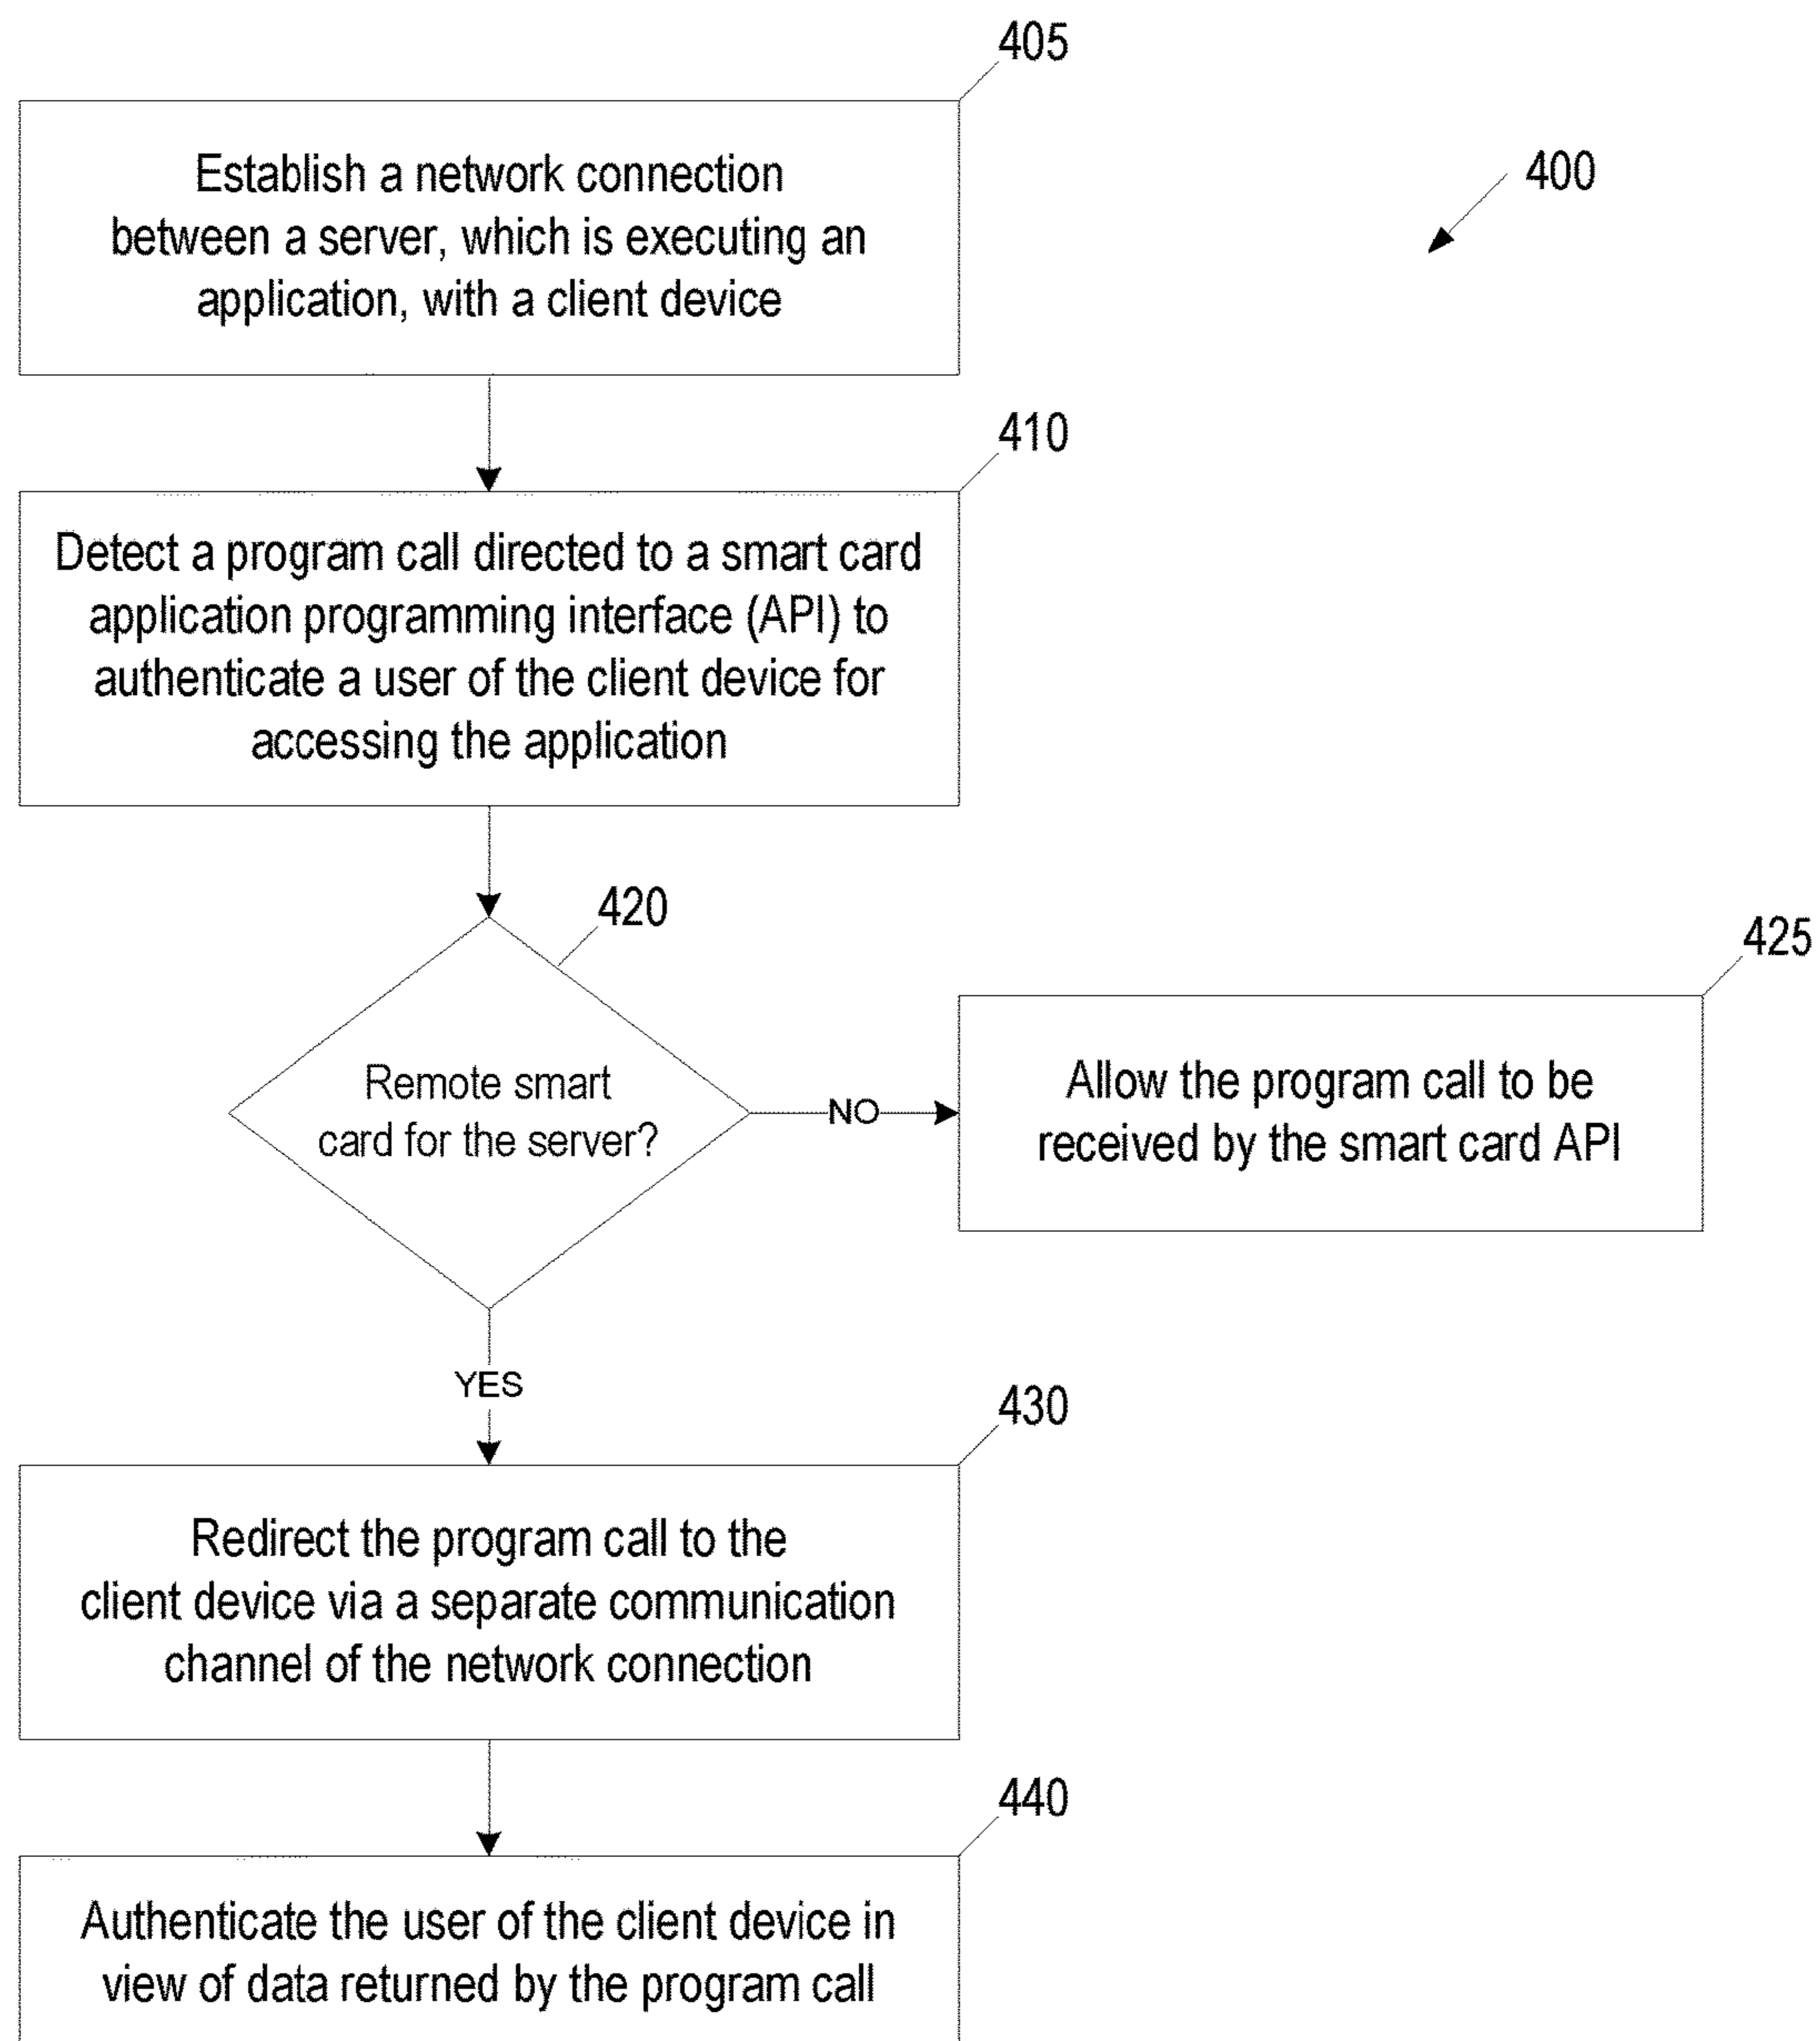 405
Establish a network connection
between a server, which is executing an
application, with a client device
400
410
Detect a program call directed to a smart card
application programming interface (API) to
authenticate a user of the client device for
accessing the application
420
Remote smart
card for the server?
NO
425
Allow the program call to be
received by the smart card API
YES
430
Redirect the program call to the
client device via a separate communication
channel of the network connection
440
Authenticate the user of the client device in
view of data returned by the program call